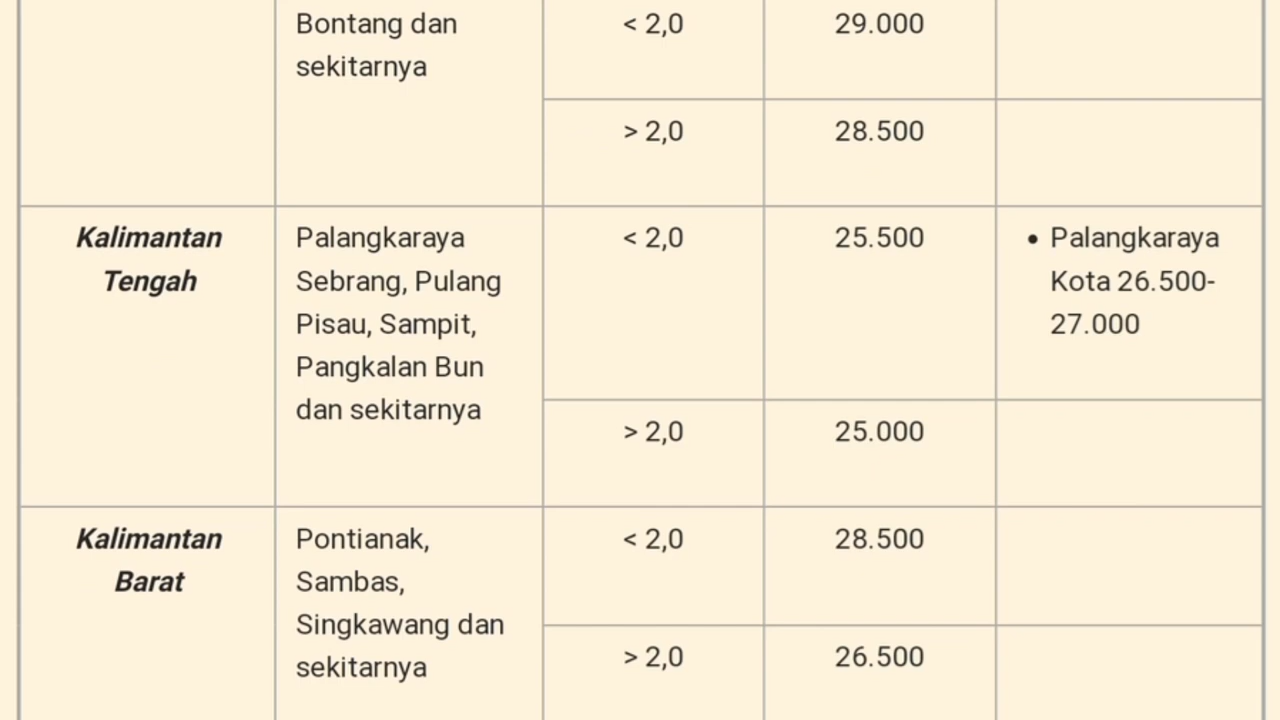 Bontang dan
sekitarnya
< 2,0
29.000
> 2,0
28.500
Kalimantan
Tengah
Palangkaraya
Sebrang, Pulang
Pisau, Sampit,
Pangkalan Bun
dan sekitarnya
< 2,0
25.500
• Palangkaraya
Kota 26.500-
27.000
> 2,0
25.000
Kalimantan
Barat
Pontianak,
Sambas,
Singkawang dan
sekitarnya
< 2,0
28.500
> 2,0
26.500